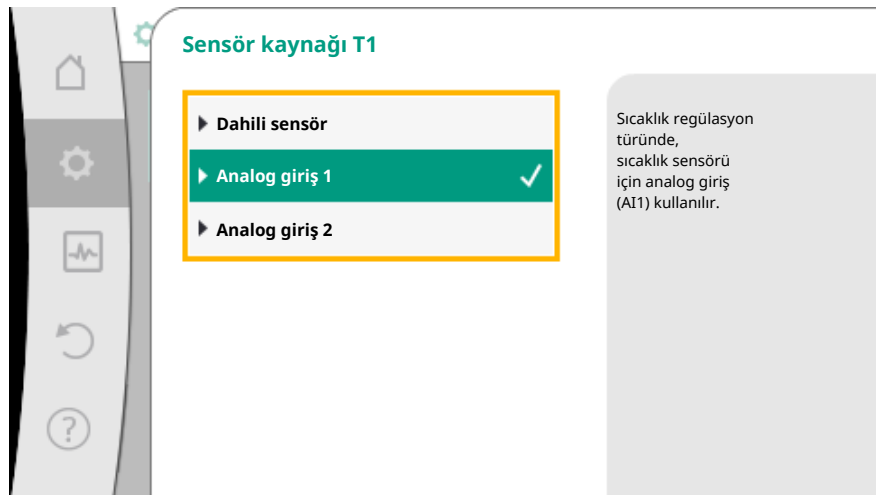 Sensör kaynağı T1
Dahili sensör
Analog giriş 1
Analog giriş 2
Sıcaklık regülasyon
türünde,
sıcaklık sensörü
için analog giriş
(AI1) kullanılır.